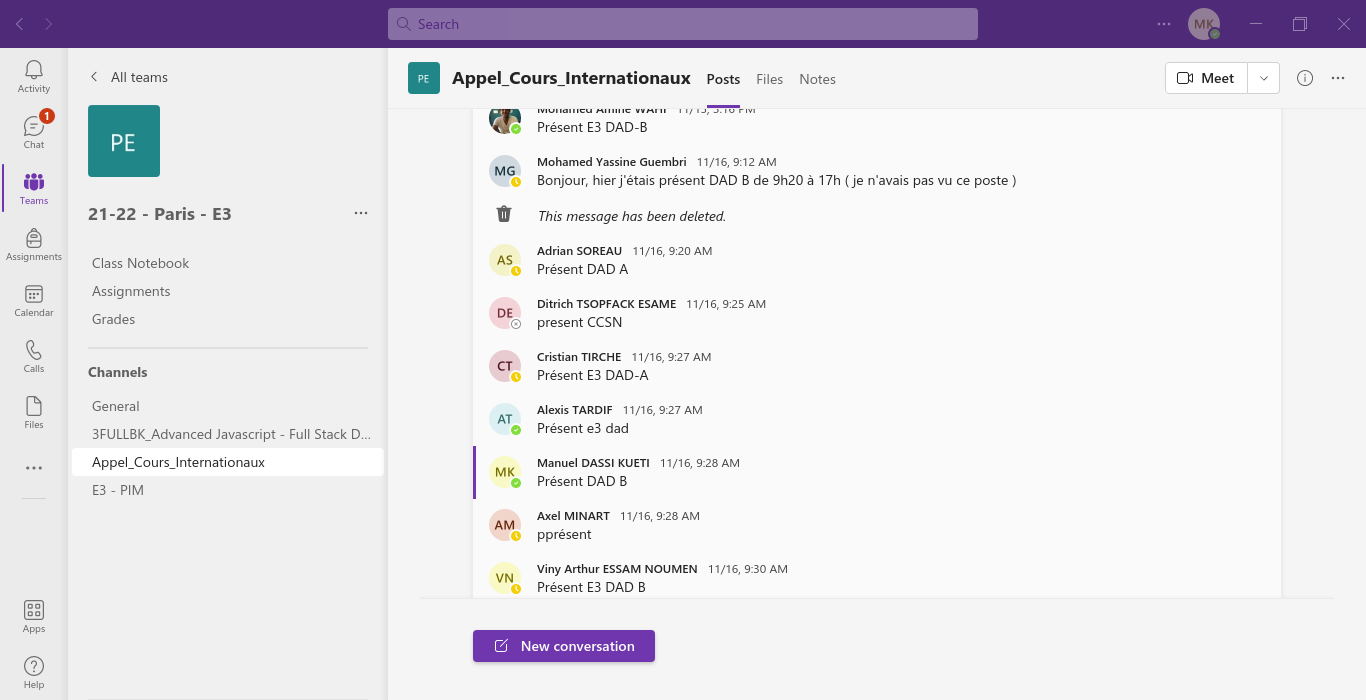 Search
MK
Activity
1
Chat
Teams
Assignments
Calendar
Calls
Files
Apps
Help
All teams
PE
21-22 - Paris - E3
Class Notebook
Assignments
Grades
Channels
General
3FULLBK_Advanced Javascript - Full Stack D...
Appel_Cours_Internationaux
E3 - PIM
PE Appel_Cours_Internationaux Posts Files Notes Meet
Mohamed Amine WAHI 11/15, 5:16 PM
Présent E3 DAD-B
MG Mohamed Yassine Guembri 11/16, 9:12 AM
Bonjour, hier j'étais présent DAD B de 9h20 à 17h ( je n'avais pas vu ce poste )
This message has been deleted.
AS Adrian SOREAU 11/16, 9:20 AM
Présent DAD A
DE Ditrich TSOPFACK ESAME 11/16, 9:25 AM
present CCSN
CT Cristian TIRCHE 11/16, 9:27 AM
Présent E3 DAD-A
AT Alexis TARDIF 11/16, 9:27 AM
Présent e3 dad
MK Manuel DASSI KUETI 11/16, 9:28 AM
Présent DAD B
AM Axel MINART 11/16, 9:28 AM
pprésent
VN Viny Arthur ESSAM NOUMEN 11/16, 9:30 AM
Présent E3 DAD B
New conversation